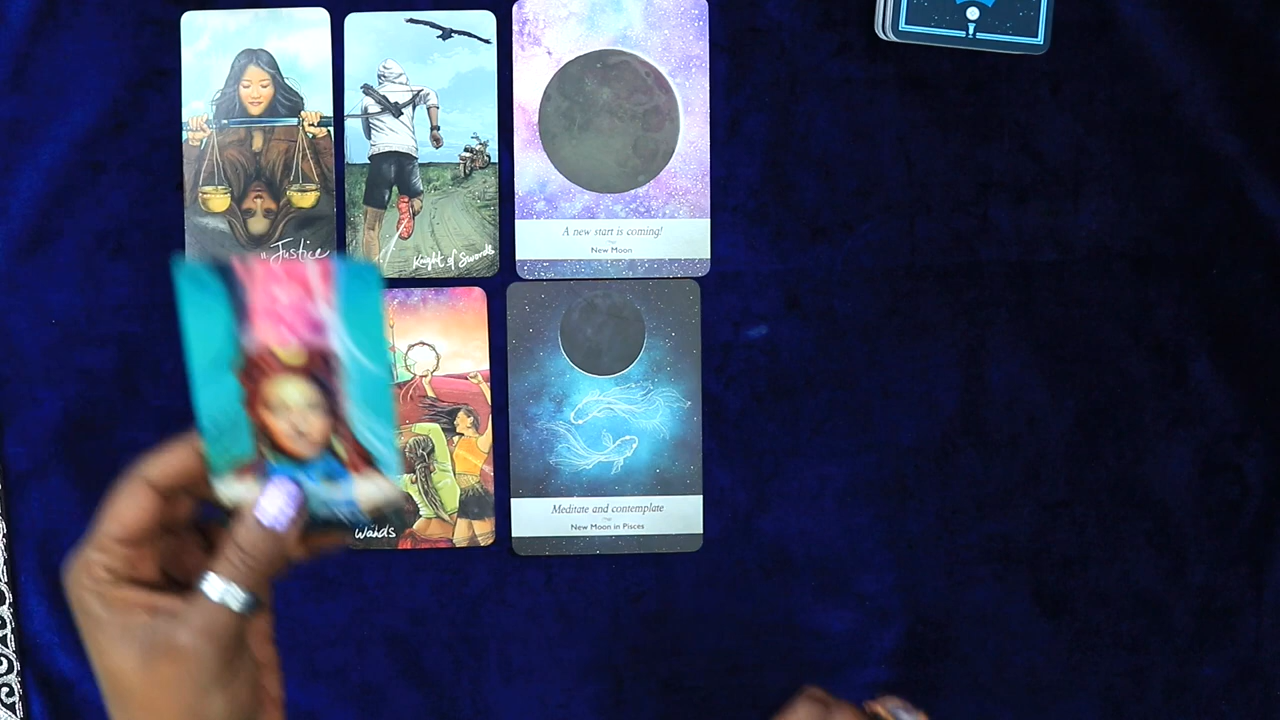 Justice
Knight of Swords
A new start is coming!
New Moon
Wands
Meditate and contemplate
New Moon in Pisces